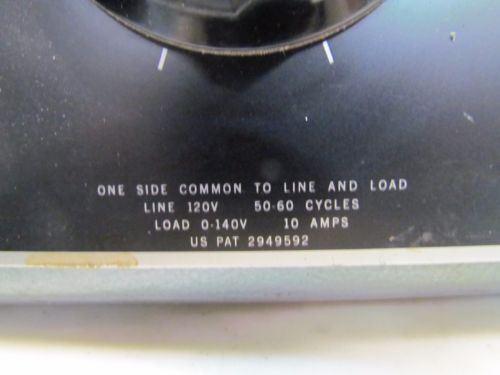 ONE SIDE COMMON TO LINE AND LOAD
LINE 120V 50-60 CYCLES
LOAD 0-140V 10 AMPS
US PAT 2949592